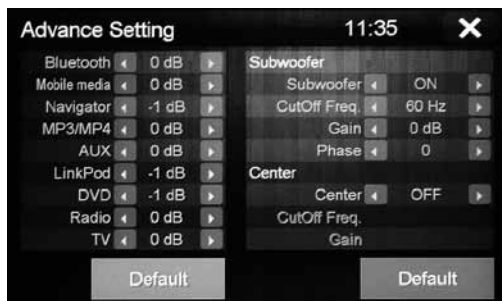 Advance Setting 11:35 X
Bluetooth 0 dB
Mobile media 0 dB
Navigator -1 dB
MP3/MP4 0 dB
AUX 0 dB
LinkPod -1 dB
DVD -1 dB
Radio 0 dB
TV 0 dB
Default
Subwoofer
Subwoofer ON
CutOff Freq. 60 Hz
Gain 0 dB
Phase 0
Center
Center OFF
CutOff Freq.
Gain
Default